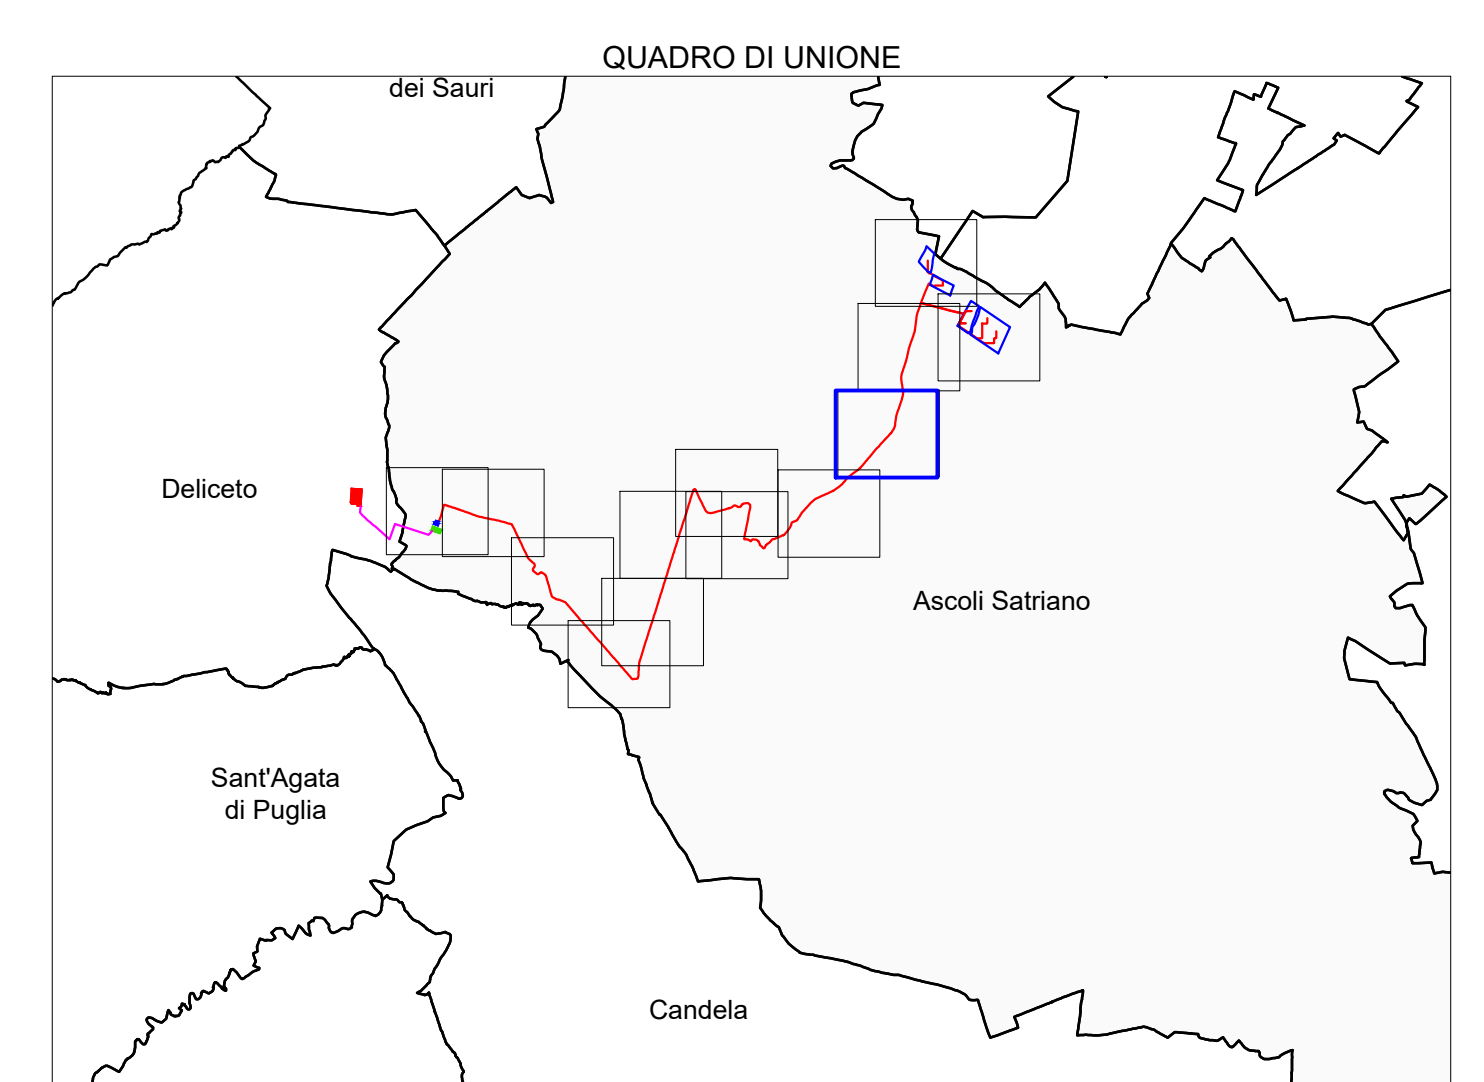 QUADRO DI UNIONE
dei Sauri
Deliceto
Ascoli Satriano
Sant'Agata
di Puglia
Candela